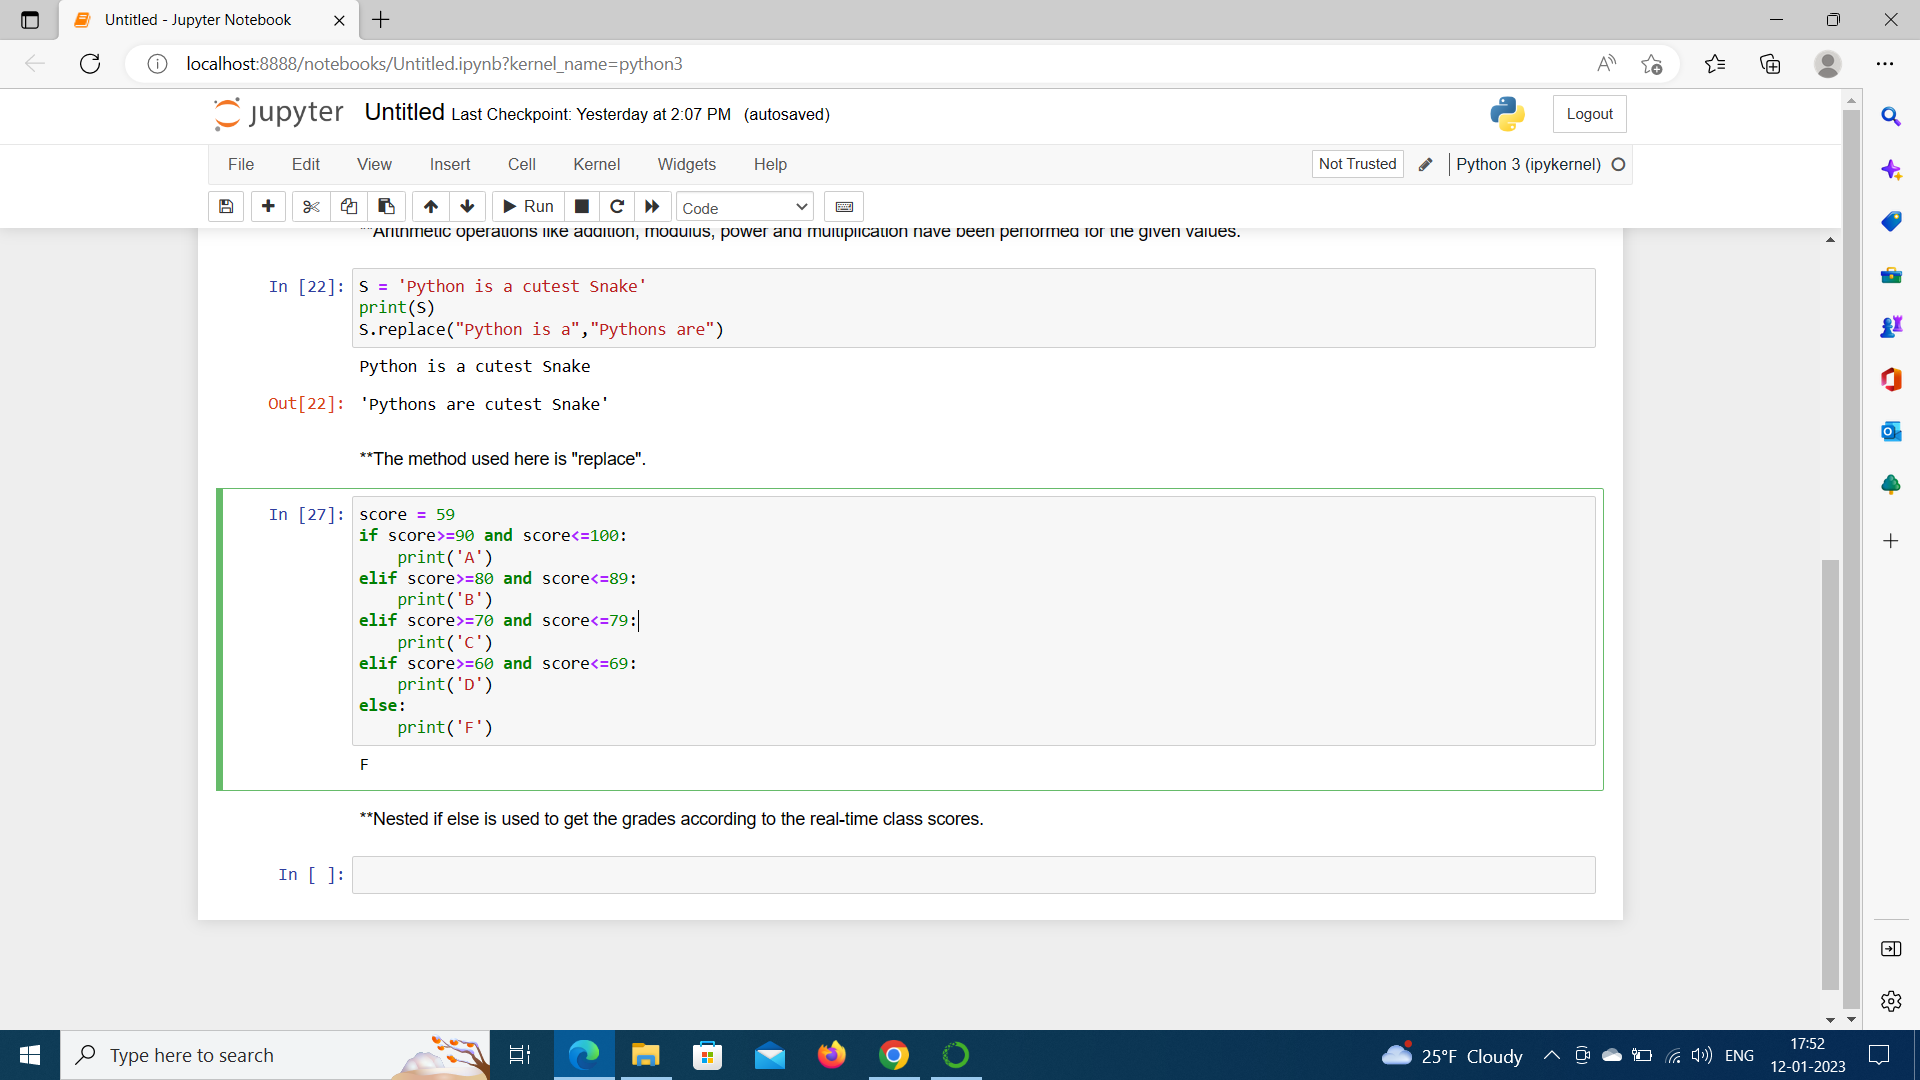 Untitled - Jupyter Notebook
localhost:8888/notebooks/Untitled.ipynb?kernel_name=python3
jupyter Untitled Last Checkpoint: Yesterday at 2:07 PM (autosaved)
Logout
File Edit View Insert Cell Kernel Widgets Help
Not Trusted Python 3 (ipykernel)
Run Code
**Arithmetic operations like addition, modulus, power and multiplication have been performed for the given values.
In [22]: S = 'Python is a cutest Snake'
print(S)
S.replace("Python is a","Pythons are")
Python is a cutest Snake
Out[22]: 'Pythons are cutest Snake'
**The method used here is "replace".
In [27]: score = 59
if score>=90 and score<=100:
    print('A')
elif score>=80 and score<=89:
    print('B')
elif score>=70 and score<=79:
    print('C')
elif score>=60 and score<=69:
    print('D')
else:
    print('F')
F
**Nested if else is used to get the grades according to the real-time class scores.
In [ ]:
Type here to search
25°F Cloudy
ENG
17:52
12-01-2023